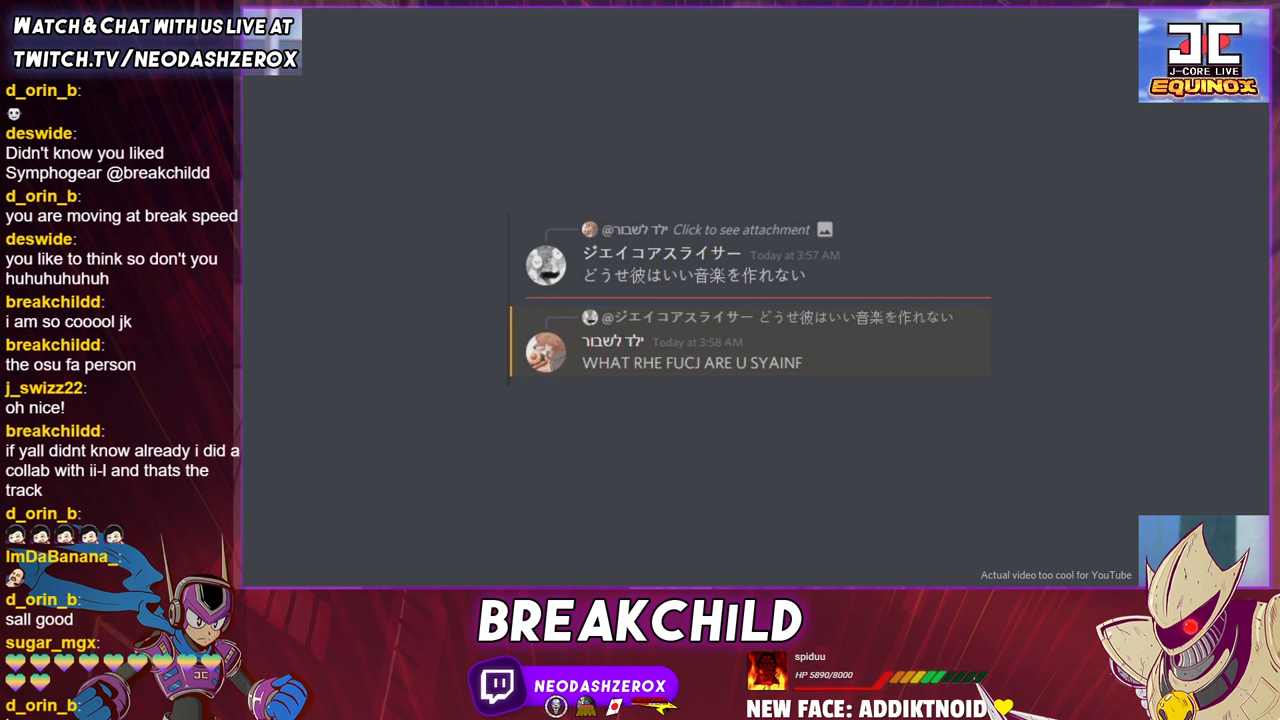 WATCH & CHAT WITH US LIVE AT
TWITCH.TV/NEODASHZEROX
d_orin_b:
deswide:
Didn't know you liked
Symphogear @breakchildd
d_orin_b:
you are moving at break speed
deswide:
you like to think so don't you
huhuhuhuhuh
breakchildd:
i am so cooool jk
breakchildd:
the osu fa person
j_swizz22:
oh nice!
breakchildd:
if yall didnt know already i did a
collab with ii-l and thats the
track
d_orin_b:
ImDaBanana_:
d_orin_b:
sall good
sugar_mgx:
d_orin_b:
@ילד לשבור Click to see attachment
ジェイコアスライサー Today at 3:57 AM
どうせ彼はいい音楽を作れない
@ジェイコアスライサー どうせ彼はいい音楽を作れない
ילד לשבור Today at 3:58 AM
WHAT RHE FUCJ ARE U SYAINF
Actual video too cool for YouTube
JC
J-CORE LIVE
EQUINOX
JC
BREAKCHILD
NEODASHZEROX
spiduu
HP 5890/8000
NEW FACE: ADDIKTNOID